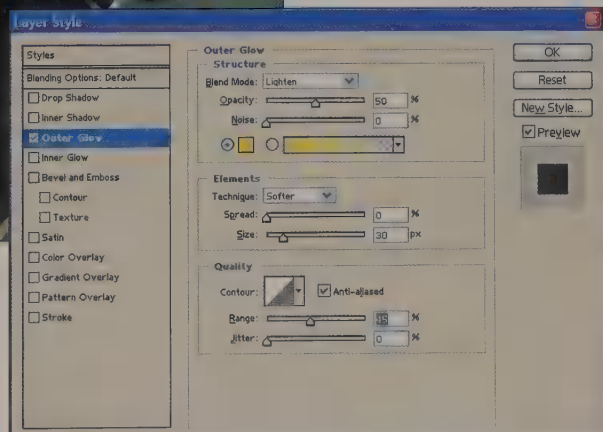 Layer Style
Styles
Blending Options: Default
Drop Shadow
Inner Shadow
Outer Glow
Inner Glow
Bevel and Emboss
Contour
Texture
Satin
Color Overlay
Gradient Overlay
Pattern Overlay
Stroke
Outer Glow
Structure
Blend Mode: Lighten
Opacity: 50 %
Noise: 0 %
Elements
Technique: Softer
Spread: 0 %
Size: 30 px
Quality
Contour: Anti-aliased
Range: 45 %
Jitter: 0 %
OK
Reset
New Style...
Preview